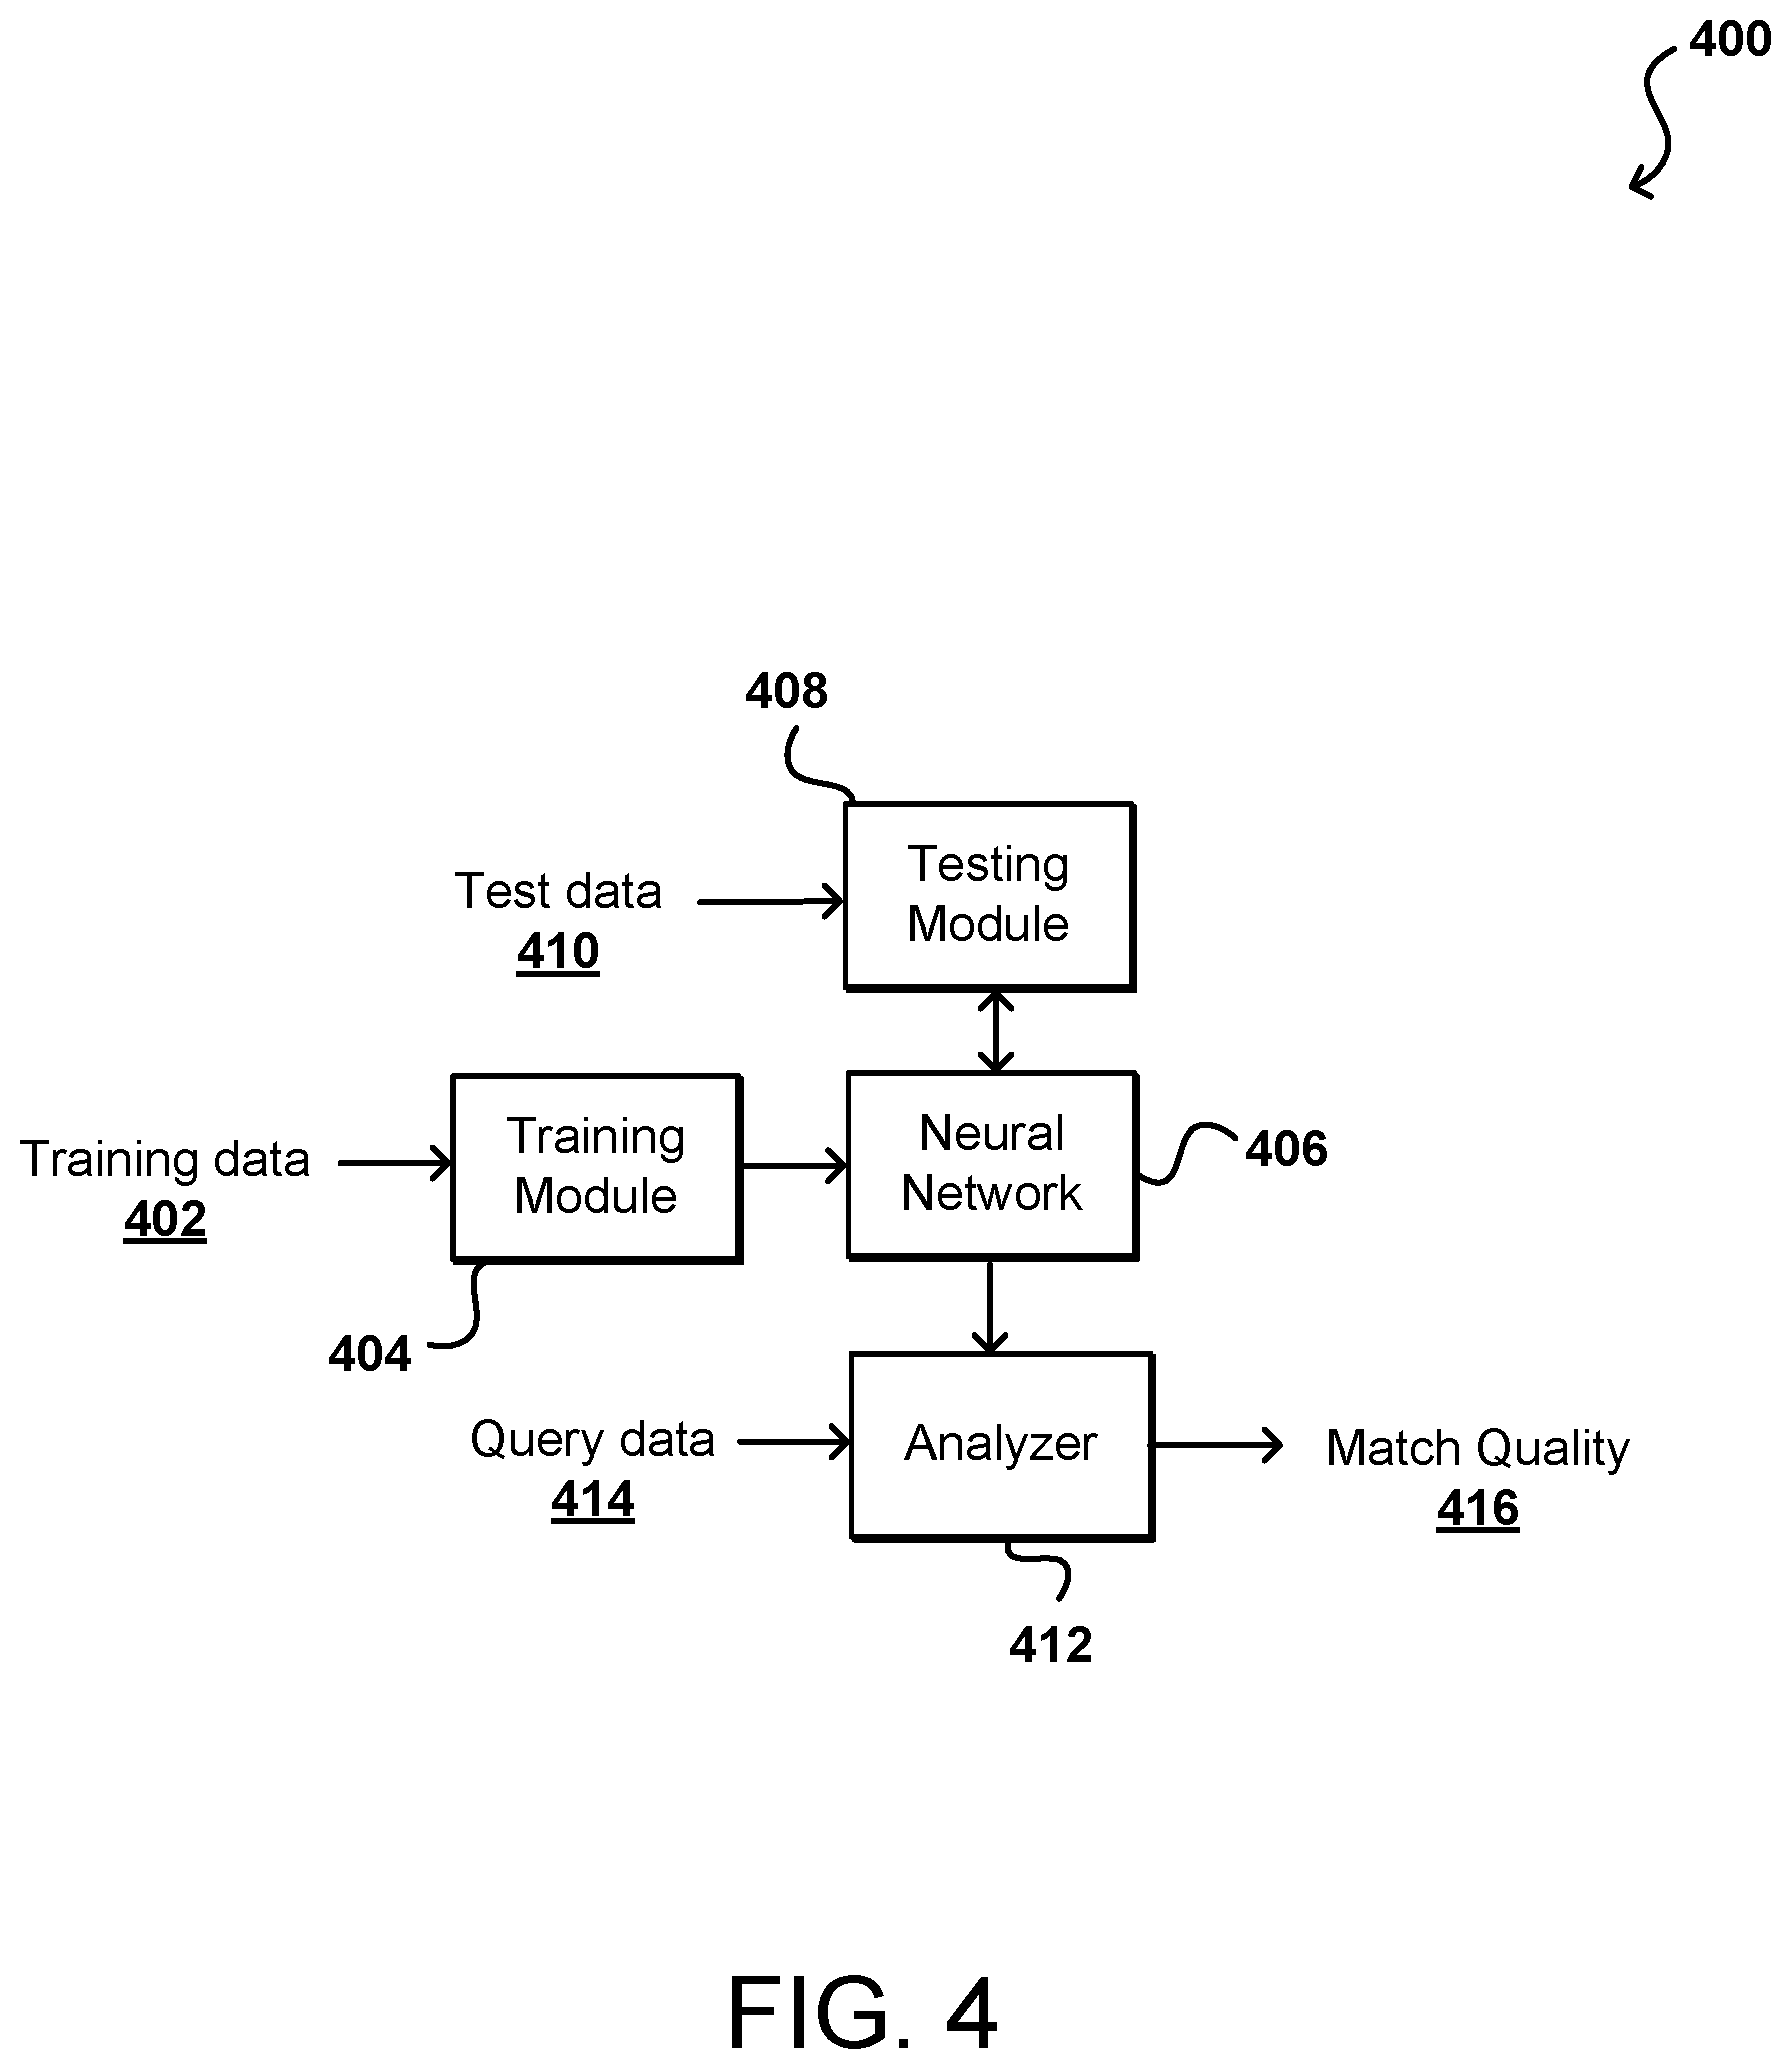 400
408
Testing
Module
Test data
410
Training data
402
Training
Module
404
Neural
Network
406
Query data
414
Analyzer
412
Match Quality
416
FIG. 4